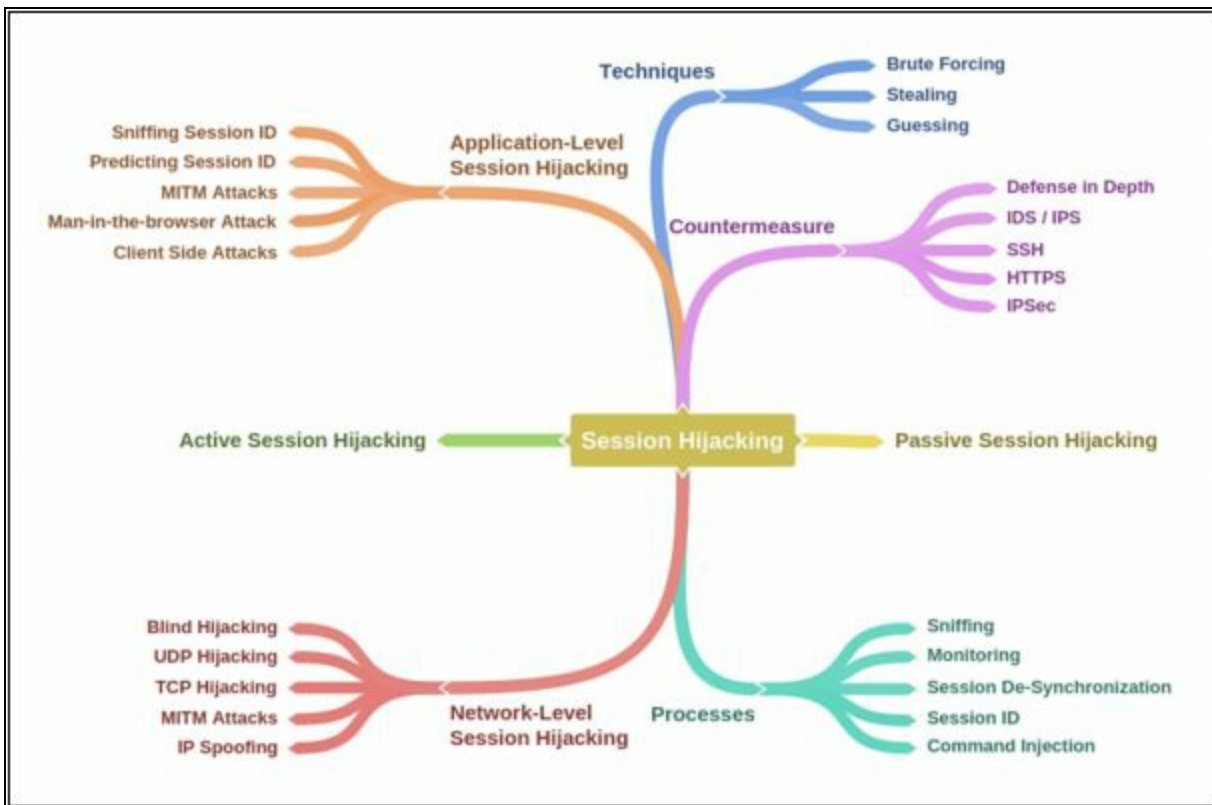 Techniques
Brute Forcing
Stealing
Guessing
Application-Level
Session Hijacking
Sniffing Session ID
Predicting Session ID
MITM Attacks
Man-in-the-browser Attack
Client Side Attacks
Countermeasure
Defense in Depth
IDS / IPS
SSH
HTTPS
IPSec
Active Session Hijacking
Session Hijacking
Passive Session Hijacking
Blind Hijacking
UDP Hijacking
TCP Hijacking
MITM Attacks
IP Spoofing
Network-Level
Session Hijacking
Processes
Sniffing
Monitoring
Session De-Synchronization
Session ID
Command Injection